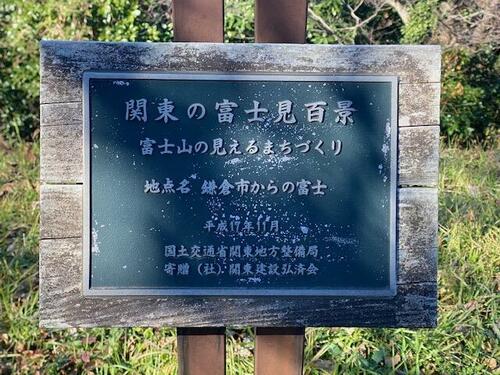 関東の富士見百景
富士山の見えるまちづくり
地点名 鎌倉市からの富士
平成17年11月
国土交通省関東地方整備局
寄贈（社）関東建設弘済会